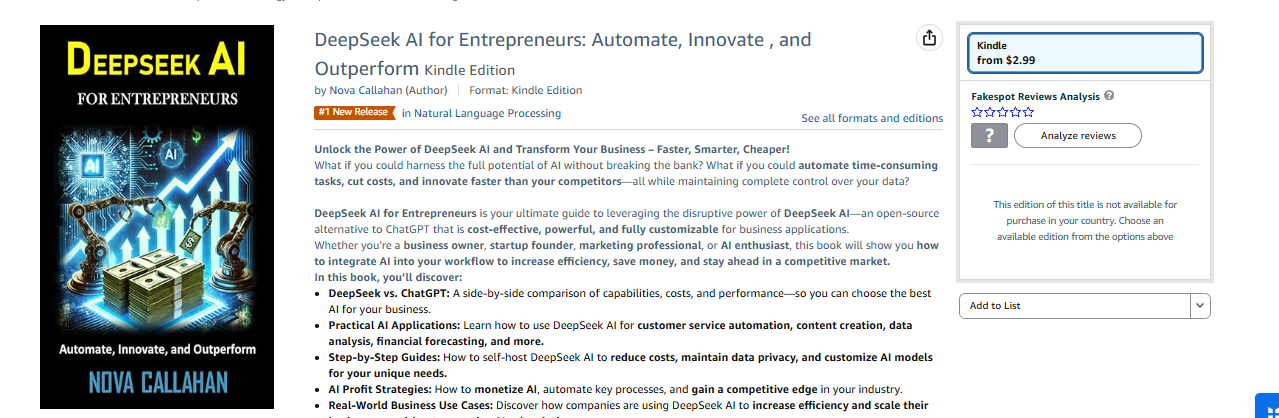 DEEPSEEK AI
FOR ENTREPRENEURS
AI
AI
$
Automate, Innovate, and Outperform
NOVA CALLAHAN
DeepSeek AI for Entrepreneurs: Automate, Innovate , and
Outperform Kindle Edition
by Nova Callahan (Author) Format: Kindle Edition
#1 New Release in Natural Language Processing
See all formats and editions
Unlock the Power of DeepSeek AI and Transform Your Business – Faster, Smarter, Cheaper!
What if you could harness the full potential of AI without breaking the bank? What if you could automate time-consuming
tasks, cut costs, and innovate faster than your competitors—all while maintaining complete control over your data?
DeepSeek AI for Entrepreneurs is your ultimate guide to leveraging the disruptive power of DeepSeek AI—an open-source
alternative to ChatGPT that is cost-effective, powerful, and fully customizable for business applications.
Whether you're a business owner, startup founder, marketing professional, or AI enthusiast, this book will show you how
to integrate AI into your workflow to increase efficiency, save money, and stay ahead in a competitive market.
In this book, you'll discover:
• DeepSeek vs. ChatGPT: A side-by-side comparison of capabilities, costs, and performance—so you can choose the best
AI for your business.
• Practical AI Applications: Learn how to use DeepSeek AI for customer service automation, content creation, data
analysis, financial forecasting, and more.
• Step-by-Step Guides: How to self-host DeepSeek AI to reduce costs, maintain data privacy, and customize AI models
for your unique needs.
• AI Profit Strategies: How to monetize AI, automate key processes, and gain a competitive edge in your industry.
• Real-World Business Use Cases: Discover how companies are using DeepSeek AI to increase efficiency and scale their
Kindle
from $2.99
Fakespot Reviews Analysis ?
? Analyze reviews
This edition of this title is not available for
purchase in your country. Choose an
available edition from the options above
Add to List